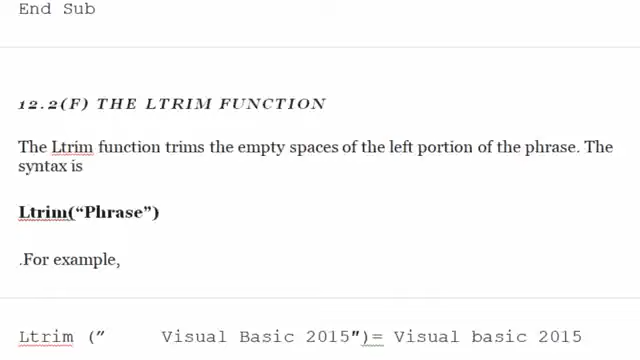 End Sub
12.2(F) THE LTRIM FUNCTION
The Ltrim function trims the empty spaces of the left portion of the phrase. The
syntax is
Ltrim(“Phrase”)
.For example,
Ltrim (″     Visual Basic 2015″)= Visual basic 2015